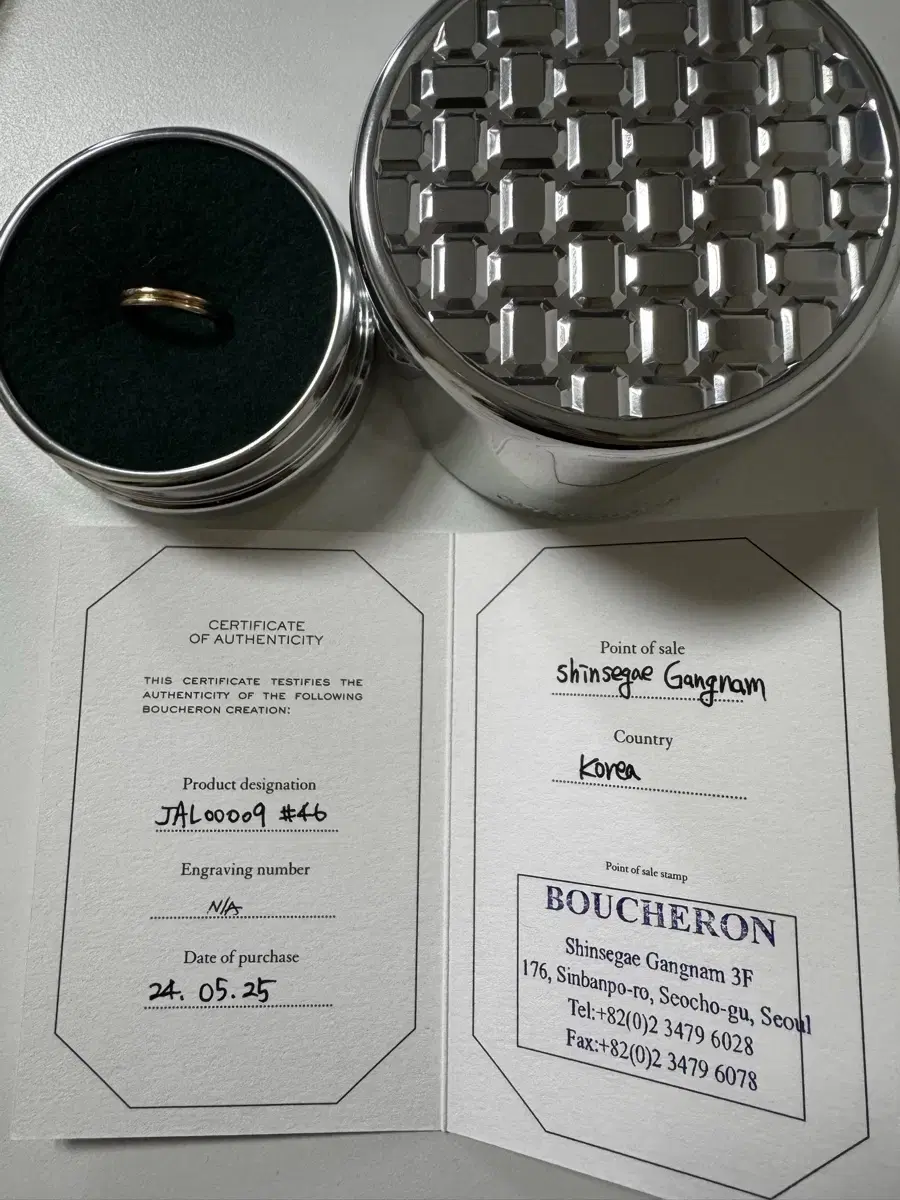 CERTIFICATE
OF AUTHENTICITY
THIS CERTIFICATE TESTIFIES THE
AUTHENTICITY OF THE FOLLOWING
BOUCHERON CREATION:
Product designation
JAL00009 #46
Engraving number
N/A
Date of purchase
24. 05. 25
Point of sale
Shinsegae Gangnam
Country
Korea
Point of sale stamp
BOUCHERON
Shinsegae Gangnam 3F
176, Sinbanpo-ro, Seocho-gu, Seoul
Tel:+82(0)2 3479 6028
Fax:+82(0)2 3479 6078